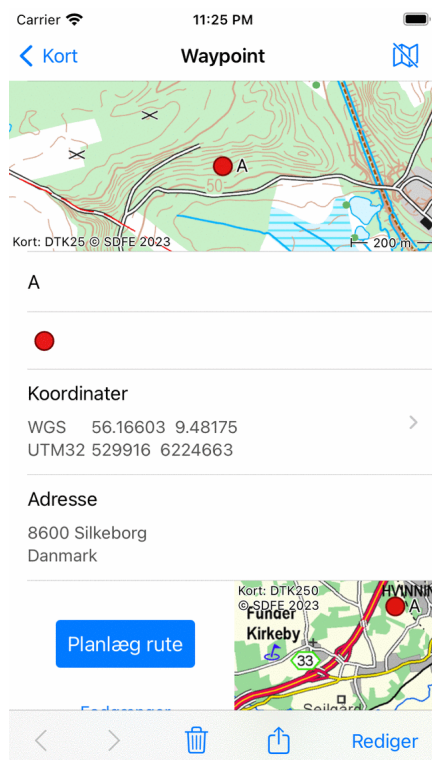 Carrier 11:25 PM
Kort Waypoint
A
50
Kort: DTK25 © SDFE 2023
200 m
A
Koordinater
WGS 56.16603 9.48175
UTM32 529916 6224663
Adresse
8600 Silkeborg
Danmark
Kort: DTK250
© SDFE 2023
HVINNIN
A
Funder
Kirkeby
33
Planlæg rute
Rediger